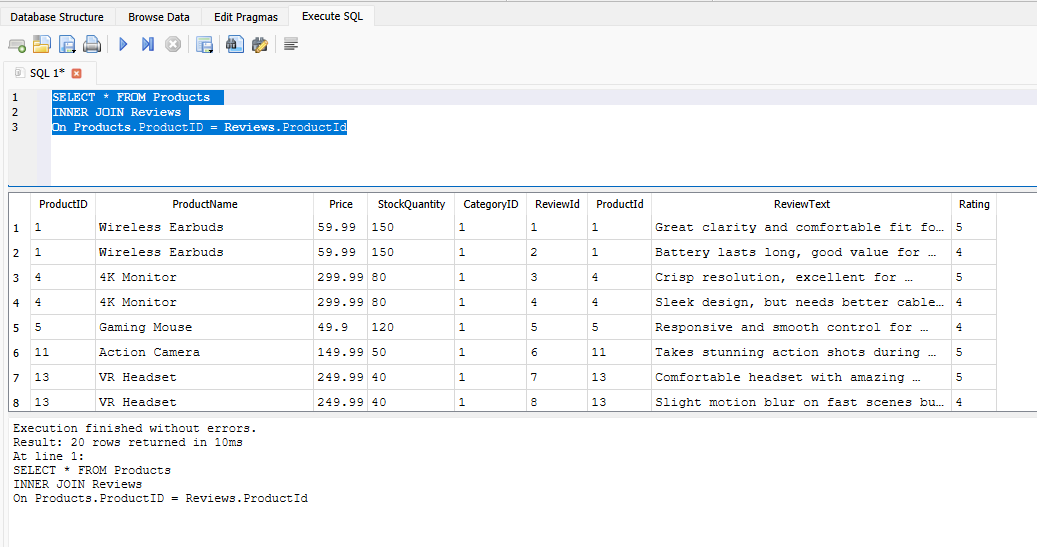 Database Structure Browse Data Edit Pragmas Execute SQL
SQL 1*
1 SELECT * FROM Products
2 INNER JOIN Reviews
3 On Products.ProductID = Reviews.ProductId
ProductID ProductName Price StockQuantity CategoryID ReviewId ProductId ReviewText Rating
1 1 Wireless Earbuds 59.99 150 1 1 1 Great clarity and comfortable fit fo… 5
2 1 Wireless Earbuds 59.99 150 1 2 1 Battery lasts long, good value for … 4
3 4 4K Monitor 299.99 80 1 3 4 Crisp resolution, excellent for … 5
4 4 4K Monitor 299.99 80 1 4 4 Sleek design, but needs better cable… 4
5 5 Gaming Mouse 49.9 120 1 5 5 Responsive and smooth control for … 4
6 11 Action Camera 149.99 50 1 6 11 Takes stunning action shots during … 5
7 13 VR Headset 249.99 40 1 7 13 Comfortable headset with amazing … 5
8 13 VR Headset 249.99 40 1 8 13 Slight motion blur on fast scenes bu… 4
Execution finished without errors.
Result: 20 rows returned in 10ms
At line 1:
SELECT * FROM Products
INNER JOIN Reviews
On Products.ProductID = Reviews.ProductId